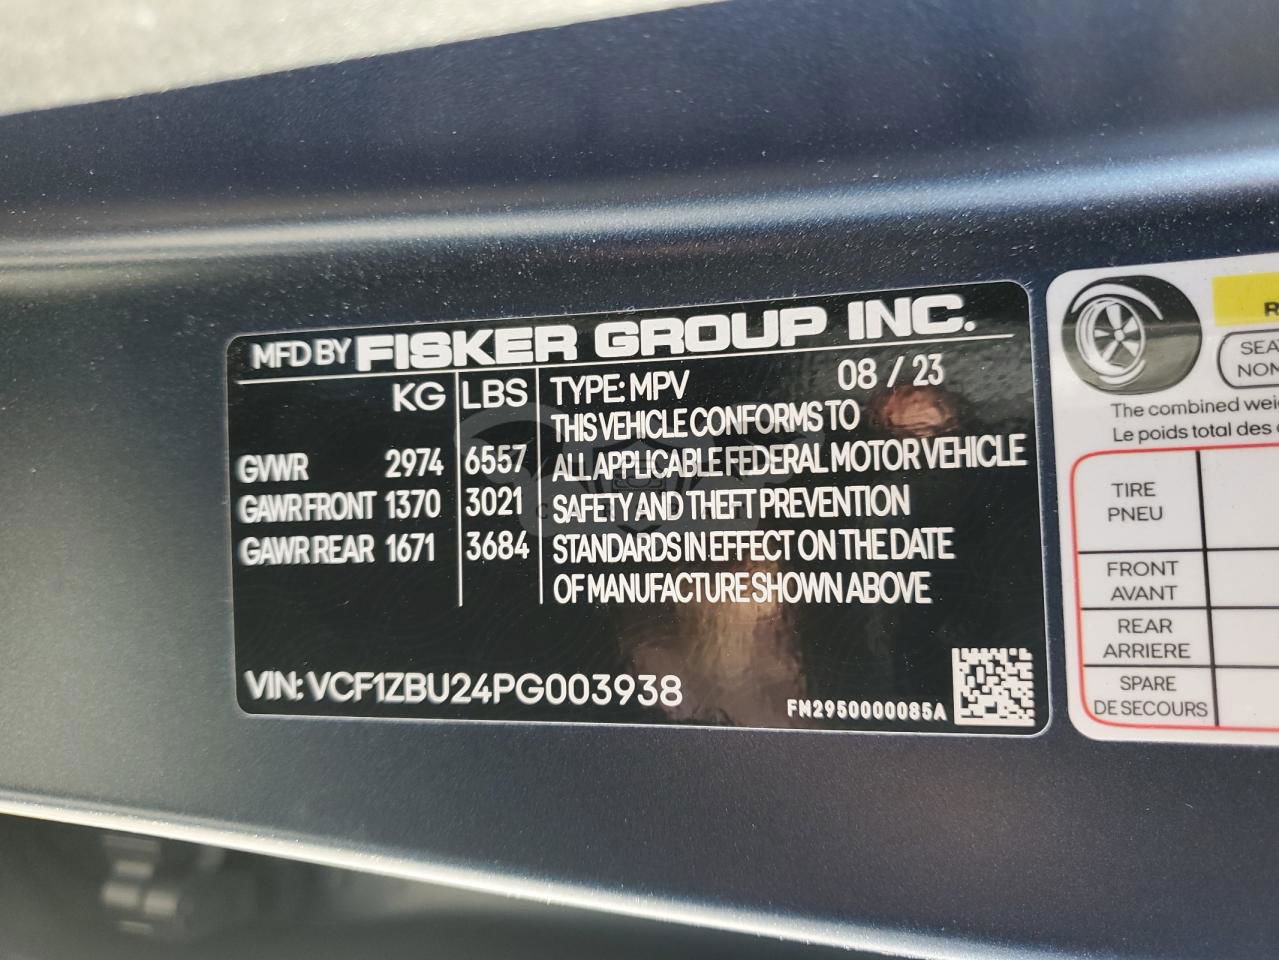 MFD BY FISKER GROUP INC.
KG LBS TYPE: MPV 08 / 23
THIS VEHICLE CONFORMS TO
GVWR 2974 6557 ALL APPLICABLE FEDERAL MOTOR VEHICLE
GAWR FRONT 1370 3021 SAFETY AND THEFT PREVENTION
GAWR REAR 1671 3684 STANDARDS IN EFFECT ON THE DATE
OF MANUFACTURE SHOWN ABOVE
VIN: VCF1ZBU24PG003938
FM2950000085A
The combined
Le poids total des
TIRE
PNEU
FRONT
AVANT
REAR
ARRIERE
SPARE
DE SECOURS